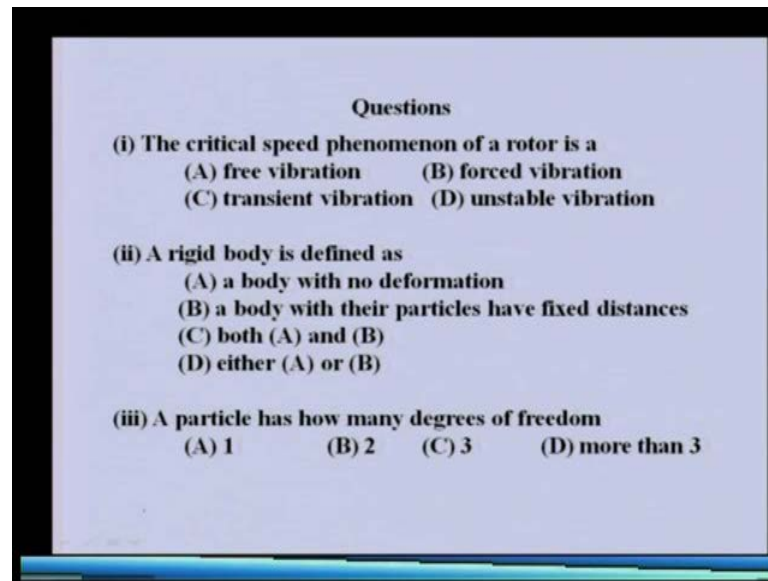 Questions
(i) The critical speed phenomenon of a rotor is a
(A) free vibration (B) forced vibration
(C) transient vibration (D) unstable vibration
(ii) A rigid body is defined as
(A) a body with no deformation
(B) a body with their particles have fixed distances
(C) both (A) and (B)
(D) either (A) or (B)
(iii) A particle has how many degrees of freedom
(A) 1 (B) 2 (C) 3 (D) more than 3